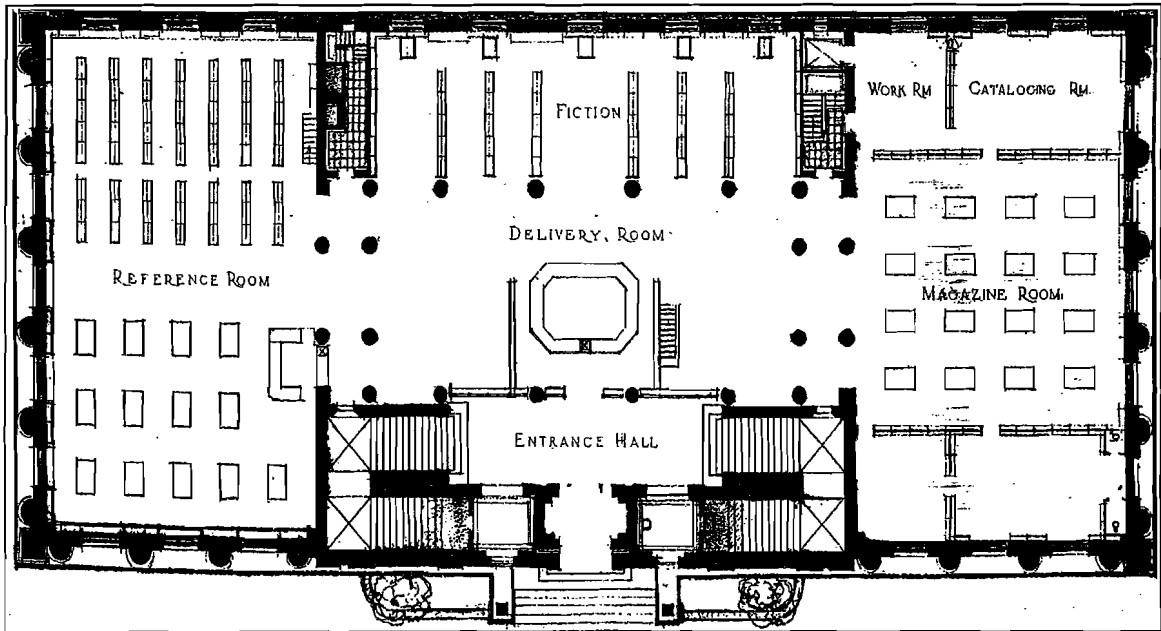 FICTION
WORK RM
CATALOGING RM.
DELIVERY, ROOM
REFERENCE ROOM
MAGAZINE ROOM
ENTRANCE HALL